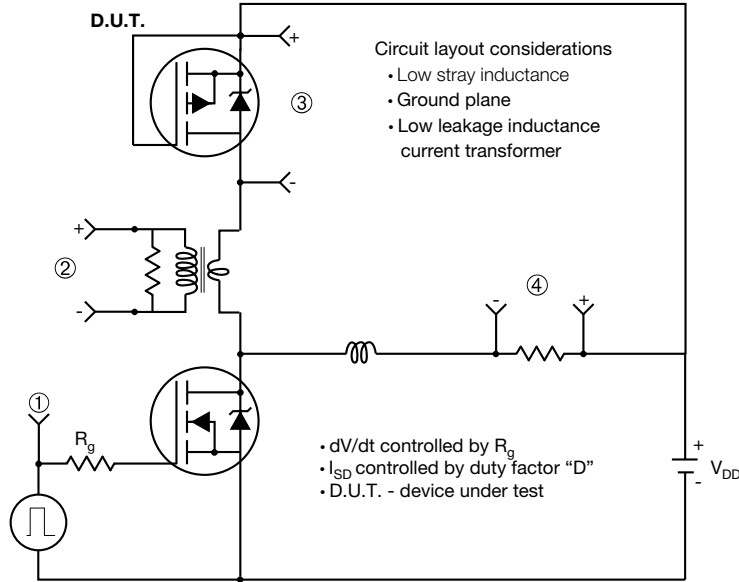 D.U.T.
+
Circuit layout considerations
• Low stray inductance
③
• Ground plane
• Low leakage inductance
current transformer
-
+
②
-
④
- +
①
Rg
• dV/dt controlled by Rg
• ISD controlled by duty factor “D”
• D.U.T. - device under test
+
VDD
-